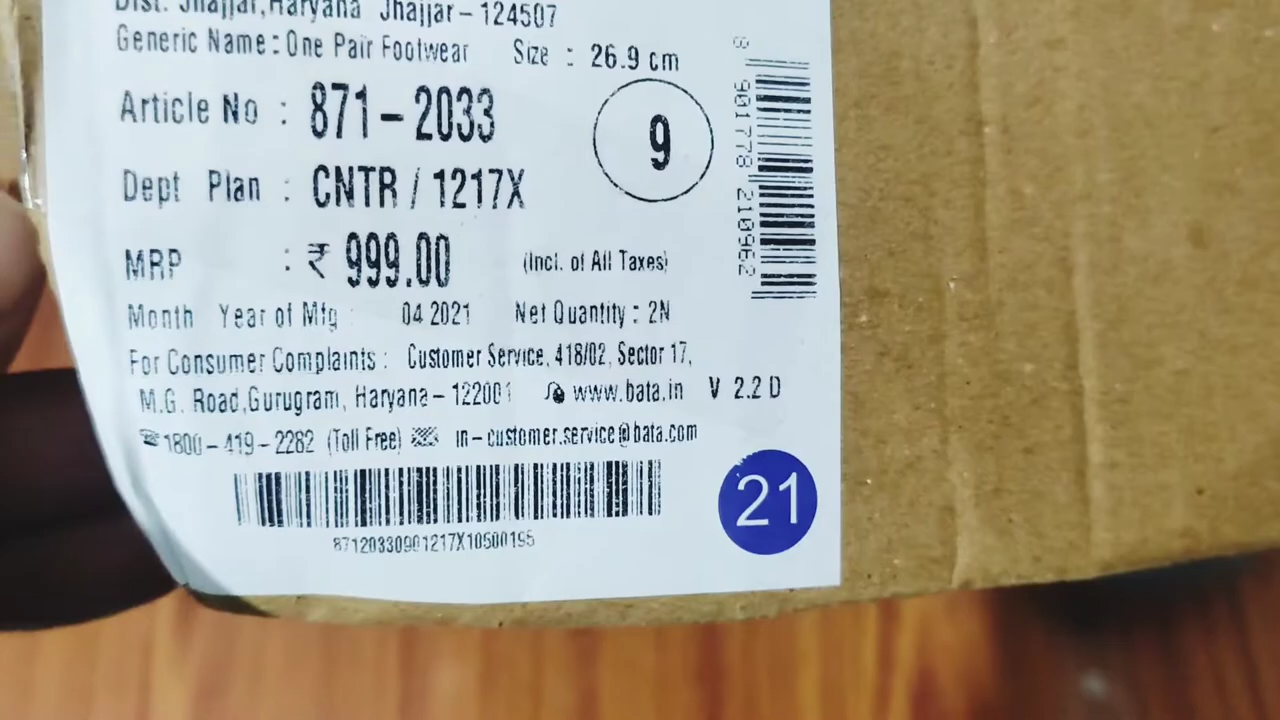 Dist. Jhajjar,Haryana Jhajjar – 124507
Generic Name : One Pair Footwear Size : 26.9 cm
Article No : 871 – 2033
9
Dept Plan : CNTR / 1217X
MRP : ₹ 999.00 (Incl. of All Taxes)
Month Year of Mfg : 04 2021 Net Quantity : 2N
For Consumer Complaints : Customer Service, 418/02, Sector 17,
M.G. Road,Gurugram, Haryana – 122001 www.bata.in V 2.2 D
1800 – 419 – 2282 (Toll Free) in – customer.service@bata.com
87120330901217X10500195
21
8 901778 210962